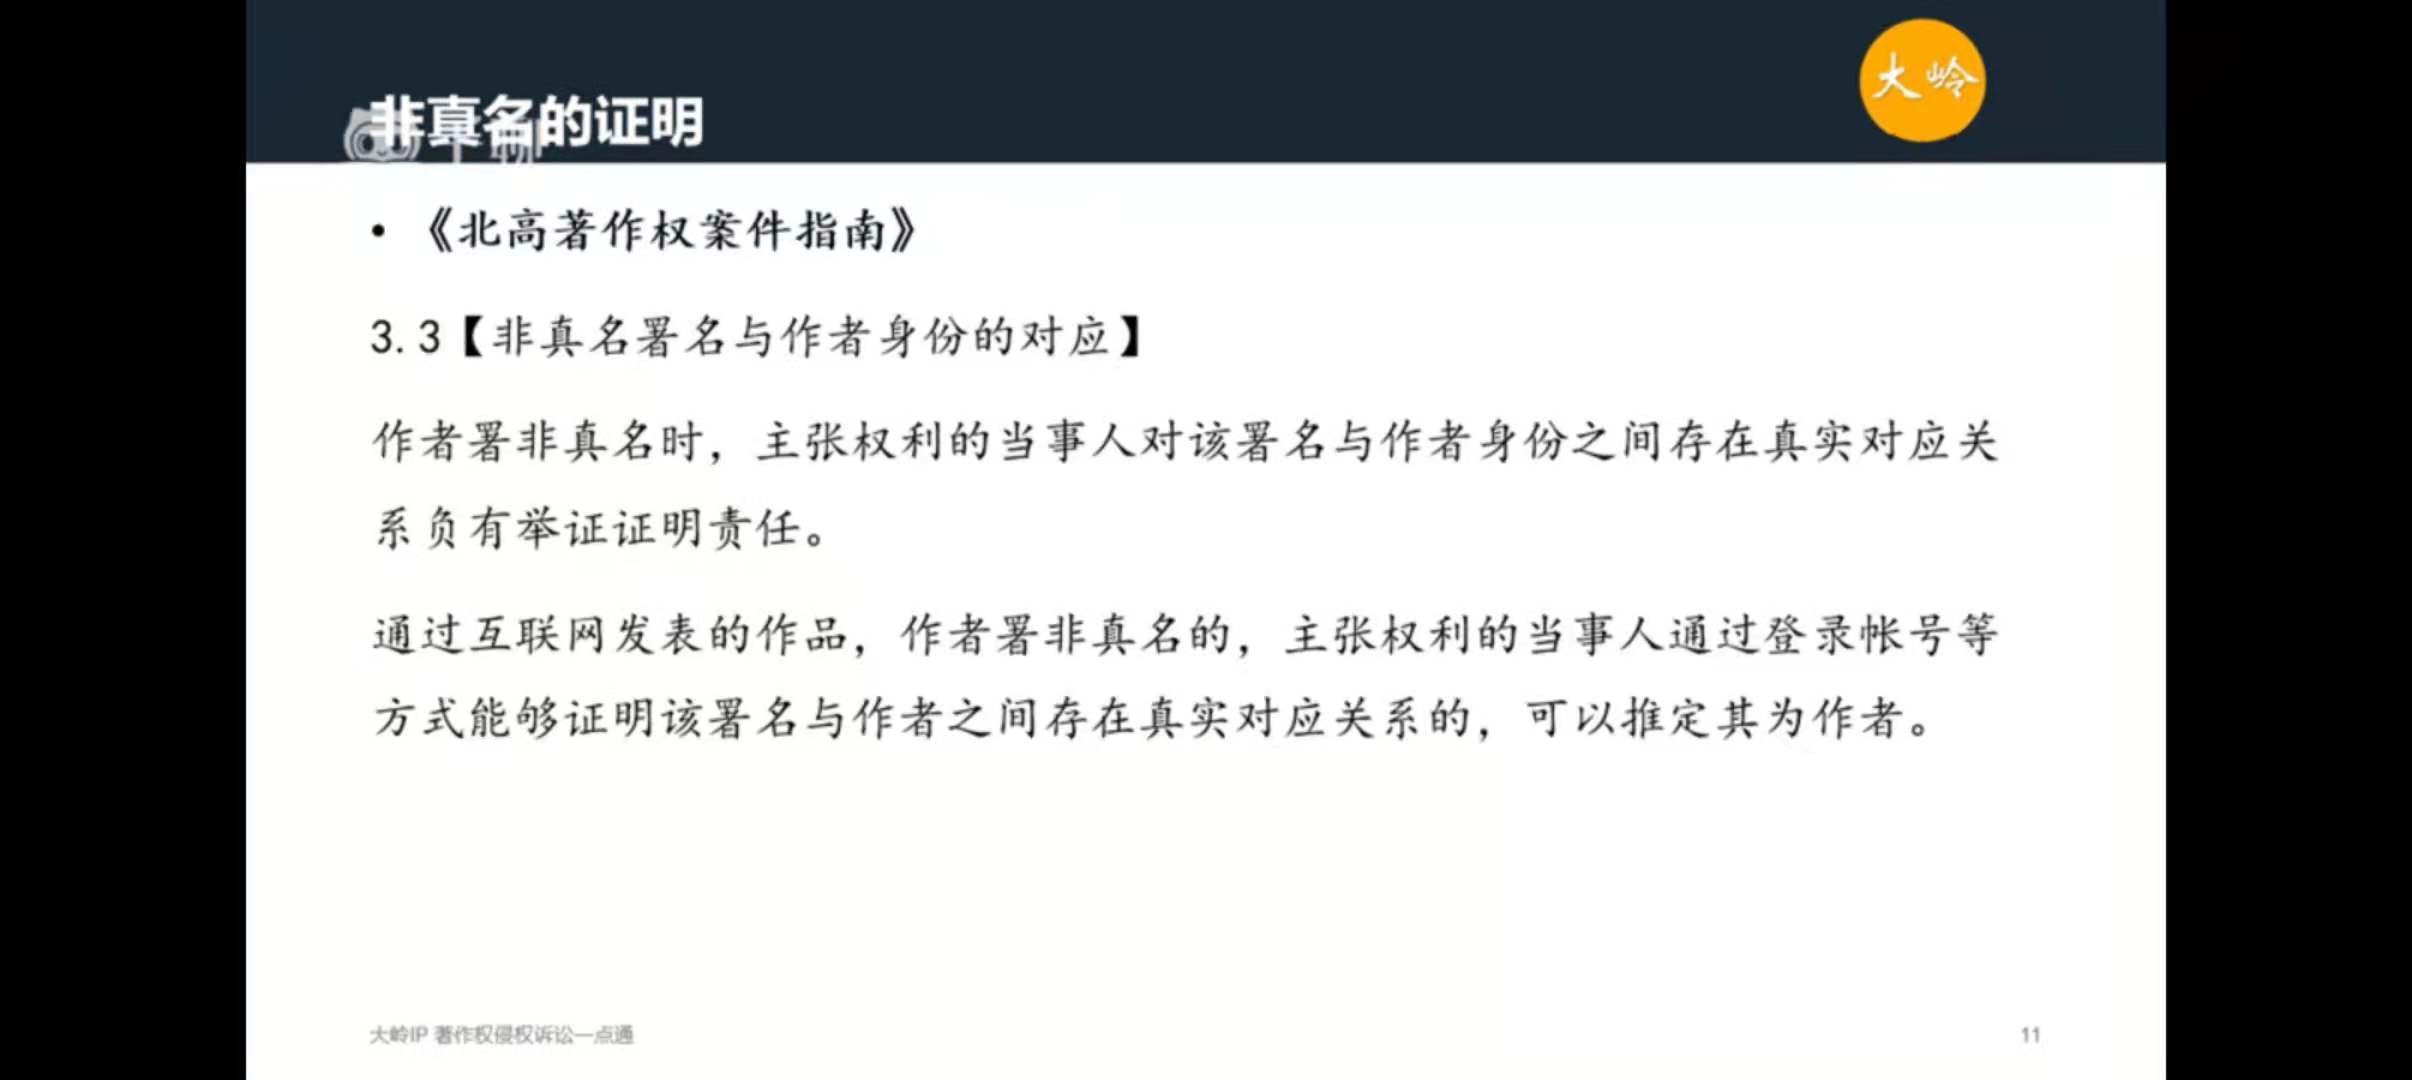 大岭
非真名的证明
• 《北高著作权案件指南》
3.3【非真名署名与作者身份的对应】
作者署非真名时，主张权利的当事人对该署名与作者身份之间存在真实对应关
系负有举证证明责任。
通过互联网发表的作品，作者署非真名的，主张权利的当事人通过登录帐号等
方式能够证明该署名与作者之间存在真实对应关系的，可以推定其为作者。
大岭IP 著作权侵权诉讼一点通
11